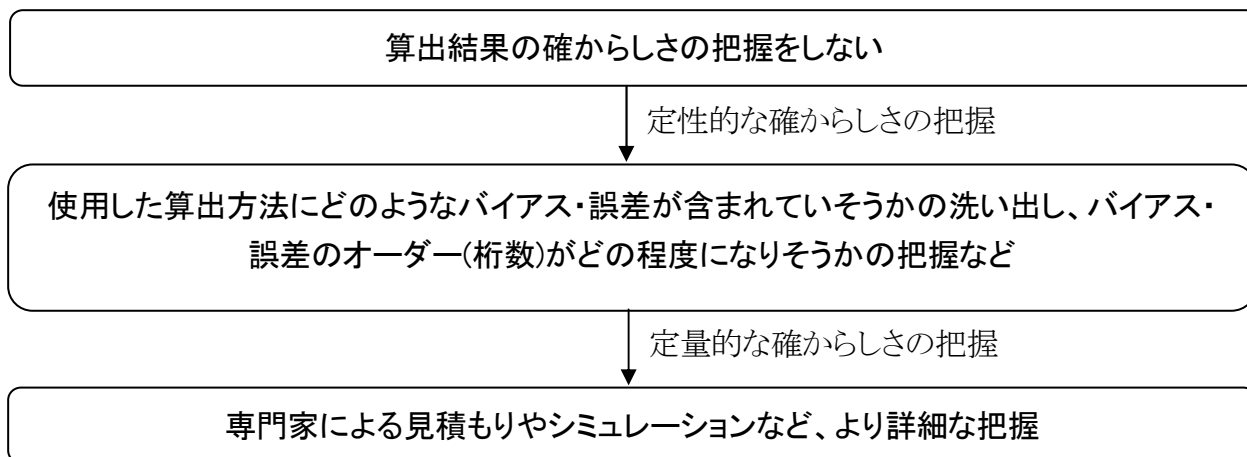 算出結果の確からしさの把握をしない
定性的な確からしさの把握
使用した算出方法にどのようなバイアス・誤差が含まれていそうかの洗い出し、バイアス・
誤差のオーダー(桁数)がどの程度になりそうかの把握など
定量的な確からしさの把握
専門家による見積もりやシミュレーションなど、より詳細な把握